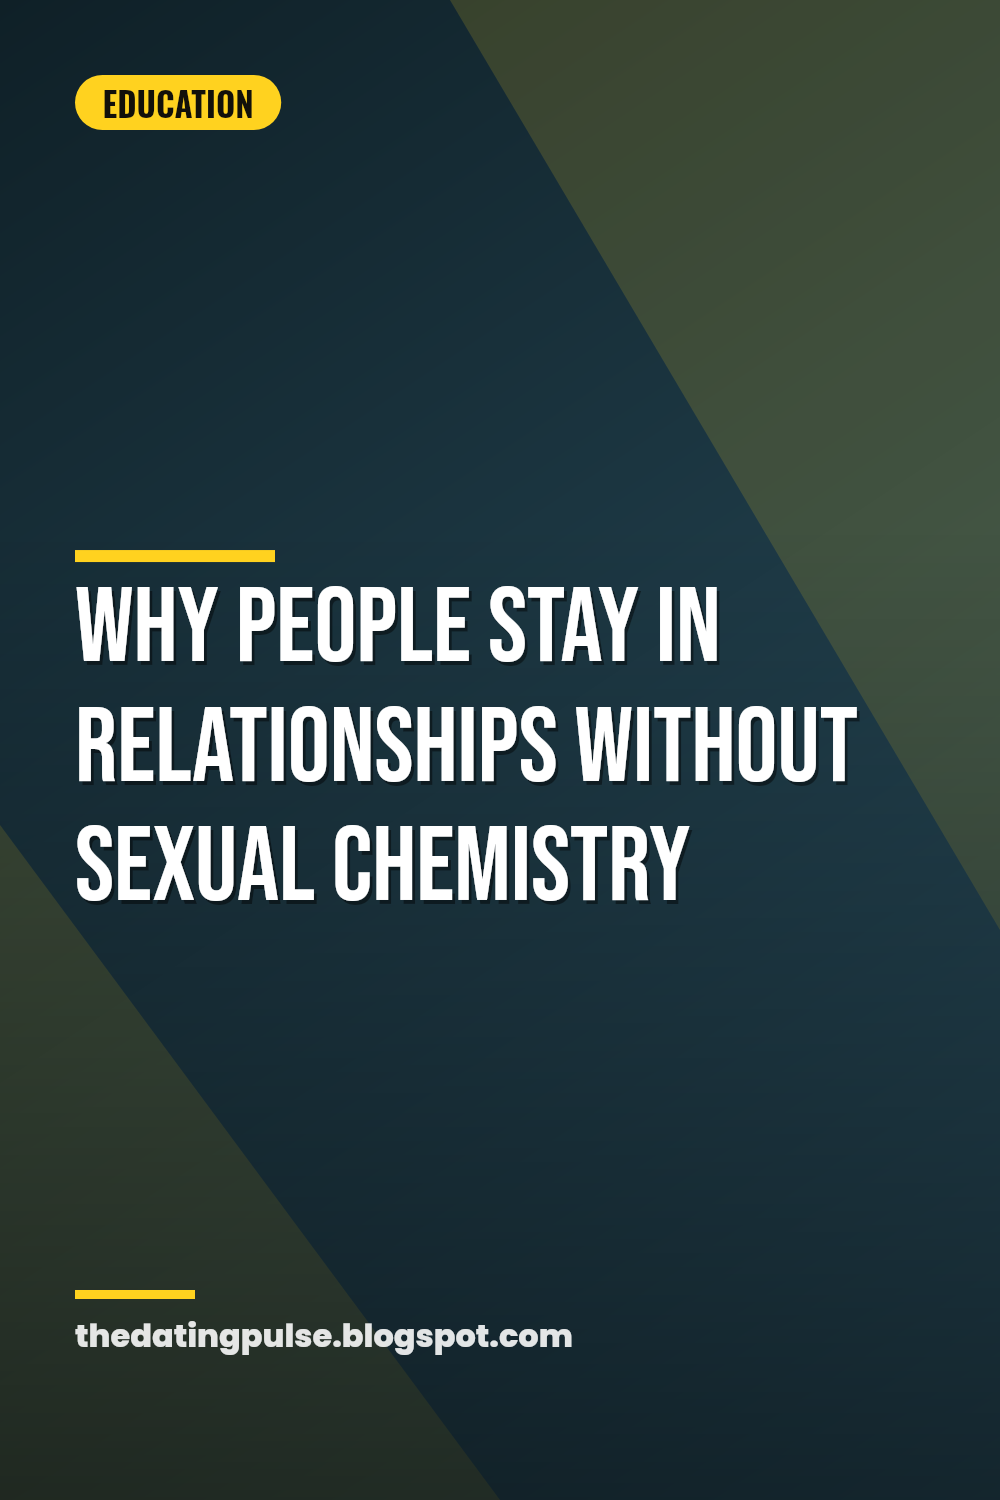 EDUCATION
WHY PEOPLE STAY IN
RELATIONSHIPS WITHOUT
SEXUAL CHEMISTRY
thedatingpulse.blogspot.com